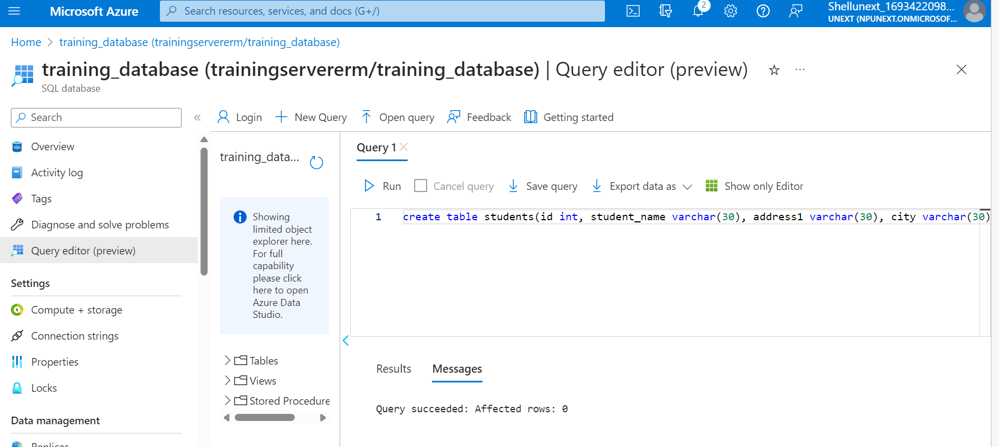 Microsoft Azure
Search resources, services, and docs (G+/)
2
Shellunext_1693422098...
UNEXT (NPUNEXT.ONMICROSOF...
Home > training_database (trainingservererm/training_database)
training_database (trainingservererm/training_database) | Query editor (preview)
SQL database
Search
Login
New Query
Open query
Feedback
Getting started
SQL
Overview
Activity log
Tags
Diagnose and solve problems
Query editor (preview)
Settings
Compute + storage
Connection strings
Properties
Locks
Data management
Replicas
training_data...
Showing
limited object
explorer here.
For full
capability
please click
here to open
Azure Data
Studio.
Tables
Views
Stored Procedure
Query 1
Run
Cancel query
Save query
Export data as
Show only Editor
1 create table students(id int, student_name varchar(30), address1 varchar(30), city varchar(30)
Results
Messages
Query succeeded: Affected rows: 0